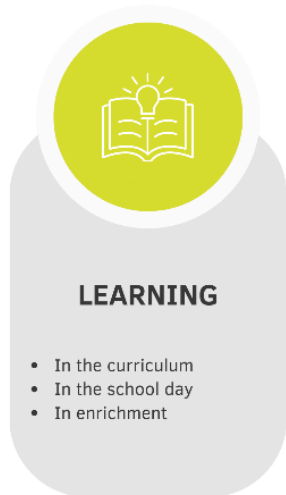 LEARNING
• In the curriculum
• In the school day
• In enrichment